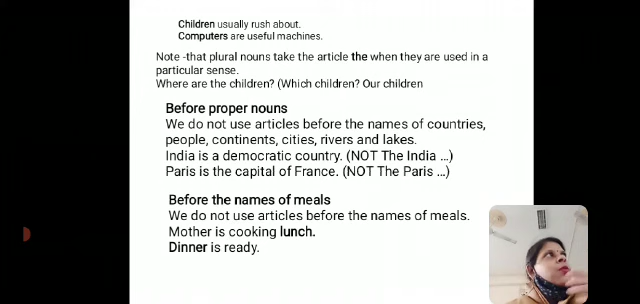 Children usually rush about.
Computers are useful machines.
Note -that plural nouns take the article the when they are used in a
particular sense.
Where are the children? (Which children? Our children
Before proper nouns
We do not use articles before the names of countries,
people, continents, cities, rivers and lakes.
India is a democratic country. (NOT The India ...)
Paris is the capital of France. (NOT The Paris ...)
Before the names of meals
We do not use articles before the names of meals.
Mother is cooking lunch.
Dinner is ready.